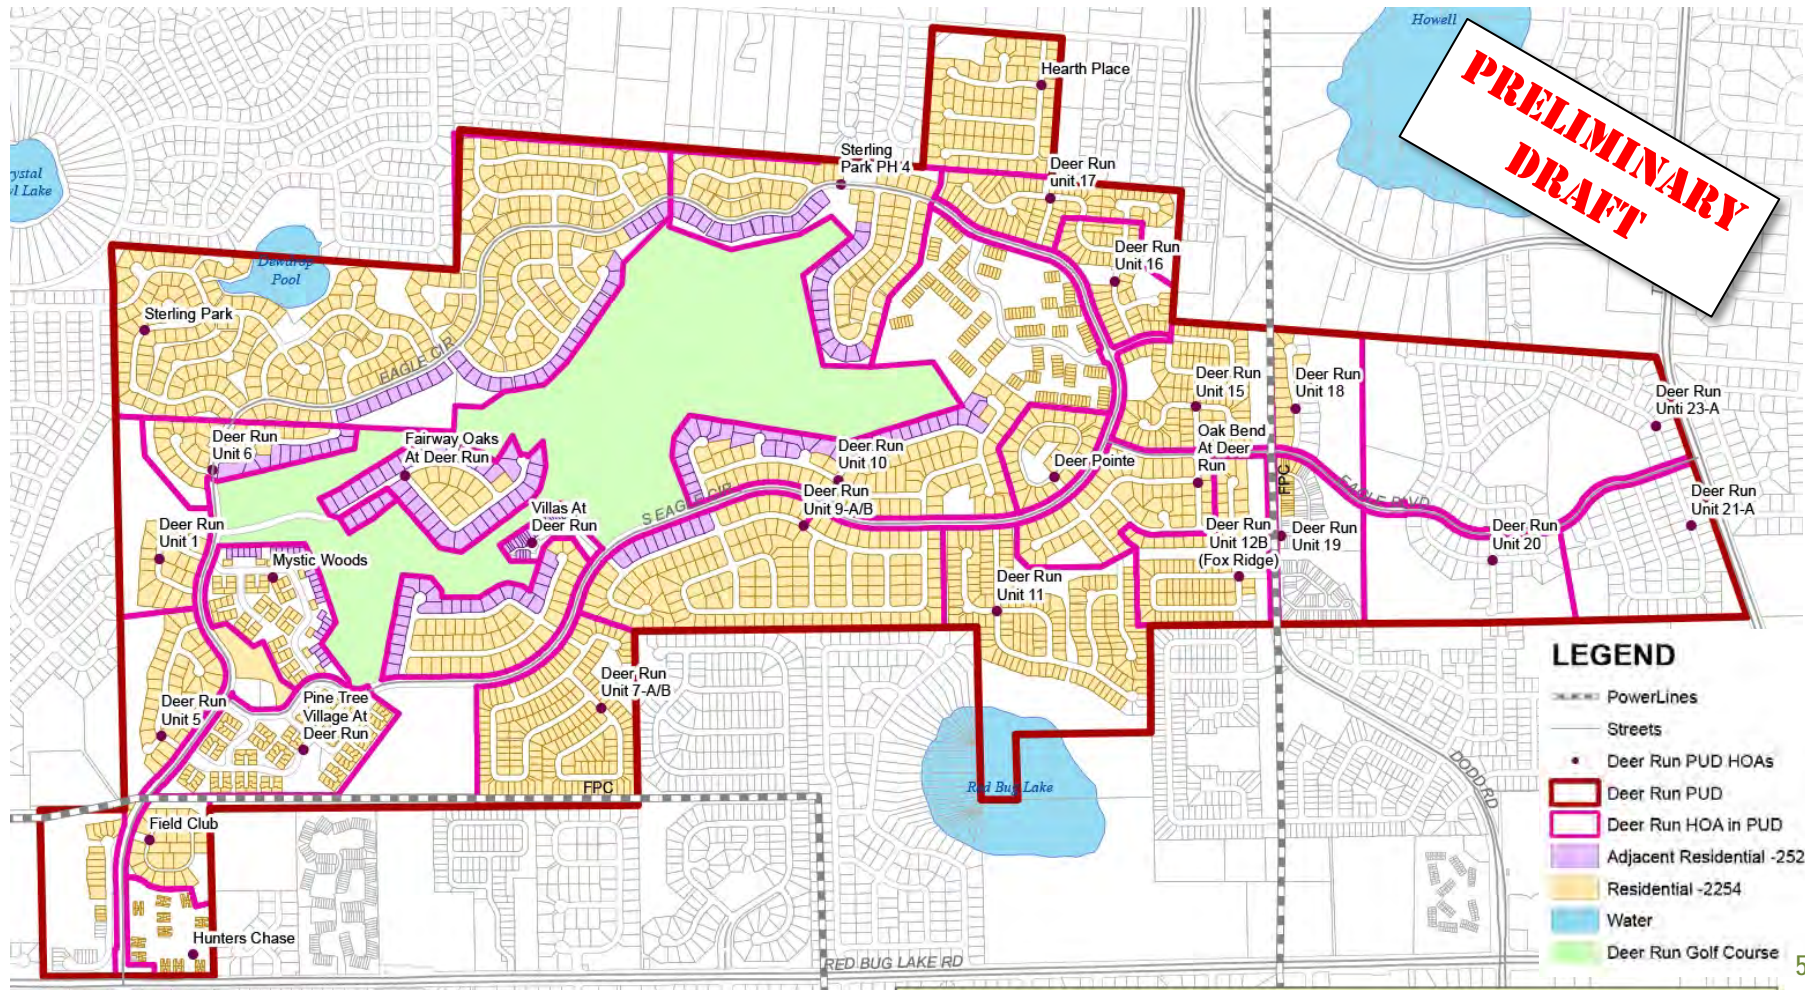 Howell
PRELIMINARY
DRAFT
Hearth Place
Sterling
Park PH 4
Deer Run
unit 17
Dewdrop
Pool
Deer Run
Unit 16
Sterling Park
EAGLE CIR
Deer Run
Unit 15
Deer Run
Unit 18
Deer Run
Unti 23-A
Deer Run
Unit 6
Fairway Oaks
At Deer Run
Deer Run
Unit 10
Oak Bend
At Deer
Run
Deer Pointe
FPC
EAGLE BLVD
S EAGLE CIR
Deer Run
Unit 9-A/B
Villas At
Deer Run
Deer Run
Unit 1
Deer Run
Unit 12B
(Fox Ridge)
Deer Run
Unit 19
Deer Run
Unit 20
Deer Run
Unit 21-A
Mystic Woods
Deer Run
Unit 11
Deer Run
Unit 7-A/B
Deer Run
Unit 5
Pine Tree
Village At
Deer Run
FPC
Red Bug Lake
DODD RD
Field Club
Hunters Chase
RED BUG LAKE RD
LEGEND
PowerLines
Streets
Deer Run PUD HOAs
Deer Run PUD
Deer Run HOA in PUD
Adjacent Residential -252
Residential -2254
Water
Deer Run Golf Course
5